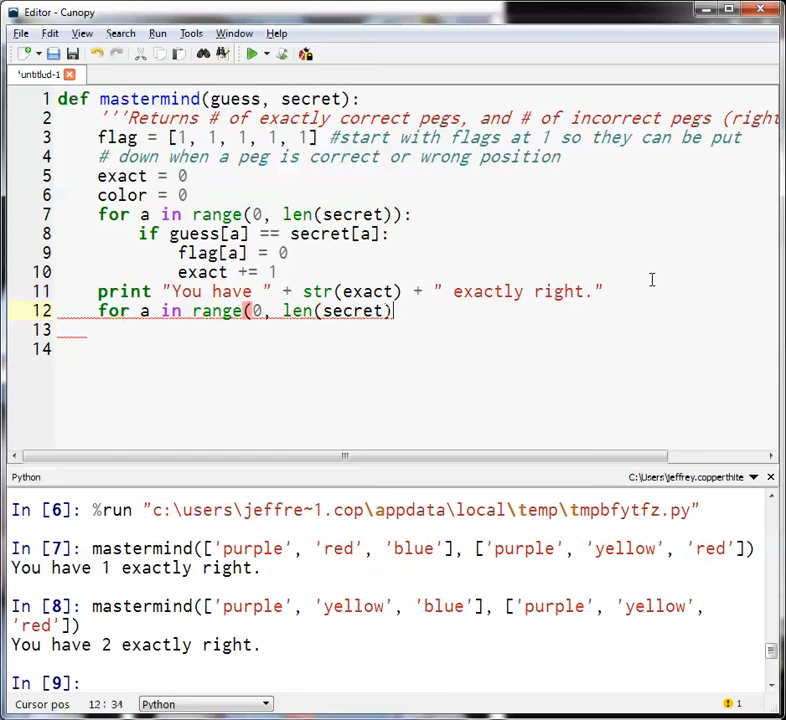 Editor - Cunopy
File Edit View Search Run Tools Window Help
*untitled-1
1 def mastermind(guess, secret):
2     '''Returns # of exactly correct pegs, and # of incorrect pegs (right
3     flag = [1, 1, 1, 1, 1] #start with flags at 1 so they can be put
4     # down when a peg is correct or wrong position
5     exact = 0
6     color = 0
7     for a in range(0, len(secret)):
8         if guess[a] == secret[a]:
9             flag[a] = 0
10             exact += 1
11     print "You have " + str(exact) + " exactly right."
12     for a in range(0, len(secret)
13
14
Python C:\Users\jeffrey.copperthite
In [6]: %run "c:\users\jeffre~1.cop\appdata\local\temp\tmpbfytfz.py"
In [7]: mastermind(['purple', 'red', 'blue'], ['purple', 'yellow', 'red'])
You have 1 exactly right.
In [8]: mastermind(['purple', 'yellow', 'blue'], ['purple', 'yellow',
'red'])
You have 2 exactly right.
In [9]:
Cursor pos 12: 34 Python 1